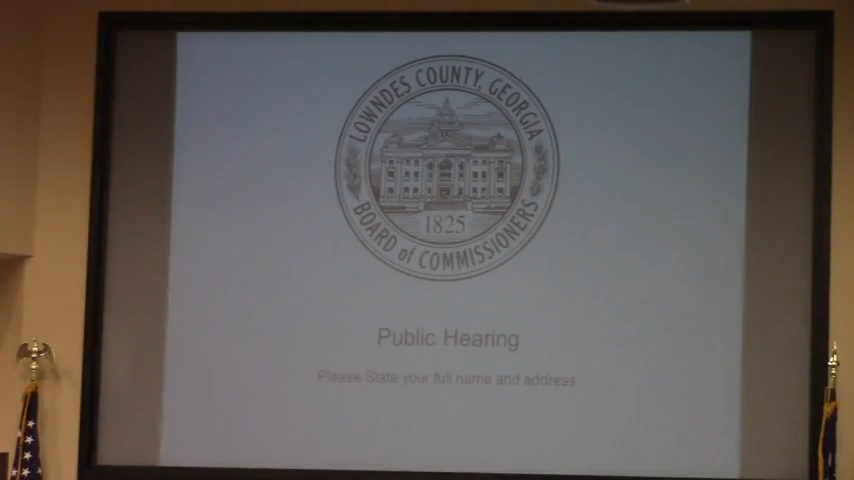 LOWNDES COUNTY, GEORGIA
1825
BOARD of COMMISSIONERS
Public Hearing
Please State your full name and address